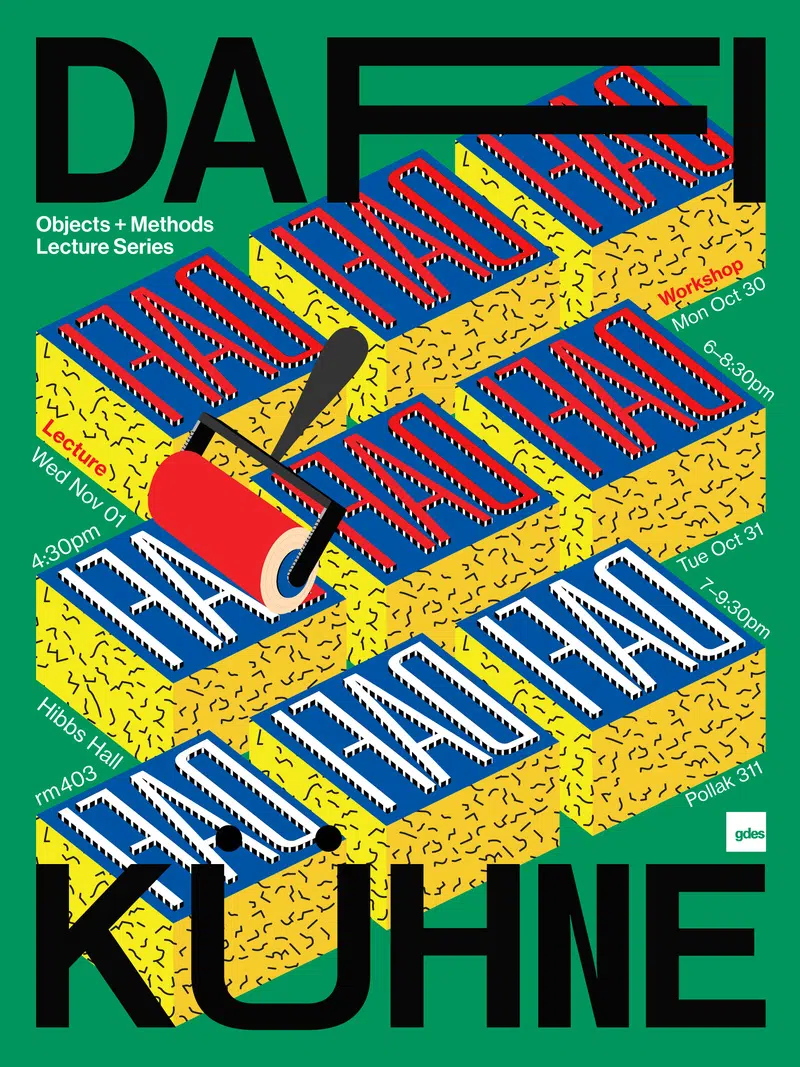 DAFI
Objects + Methods
Lecture Series
Workshop
Mon Oct 30
6–8:30pm
Lecture
Wed Nov 01
4:30pm
Tue Oct 31
7–9:30pm
Hibbs Hall
rm403
Pollak 311
gdes
KÜHNE